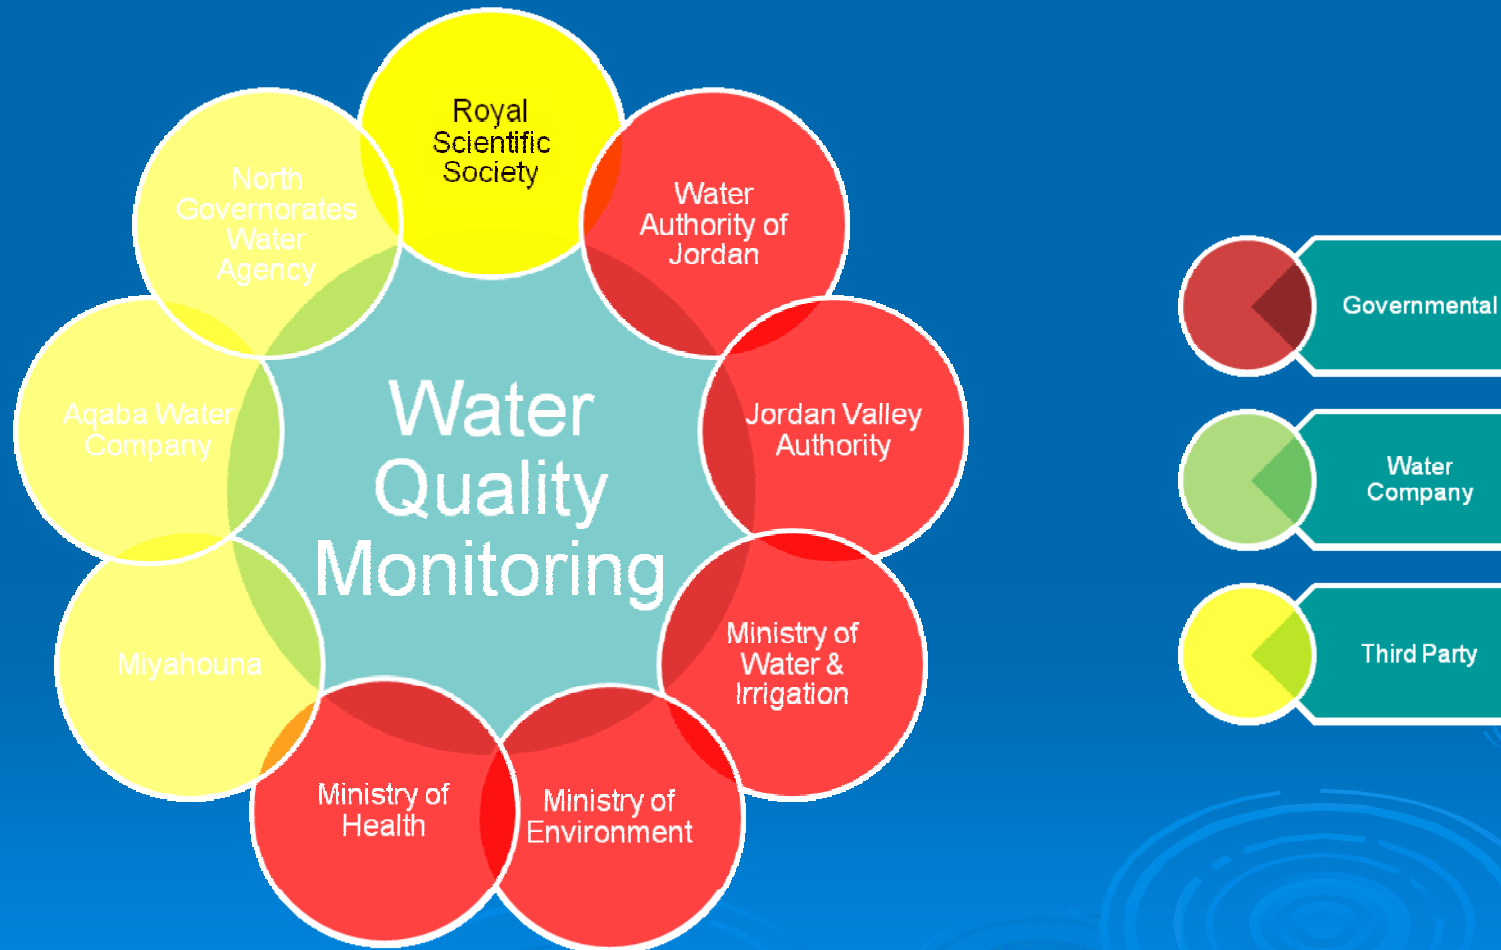 Royal
Scientific
Society
Water
Authority of
Jordan
Jordan Valley
Authority
Ministry of
Water &
Irrigation
Ministry of
Environment
Ministry of
Health
Miyahouna
Aqaba Water
Company
North
Governorates
Water
Agency
Water
Quality
Monitoring
Governmental
Water
Company
Third Party